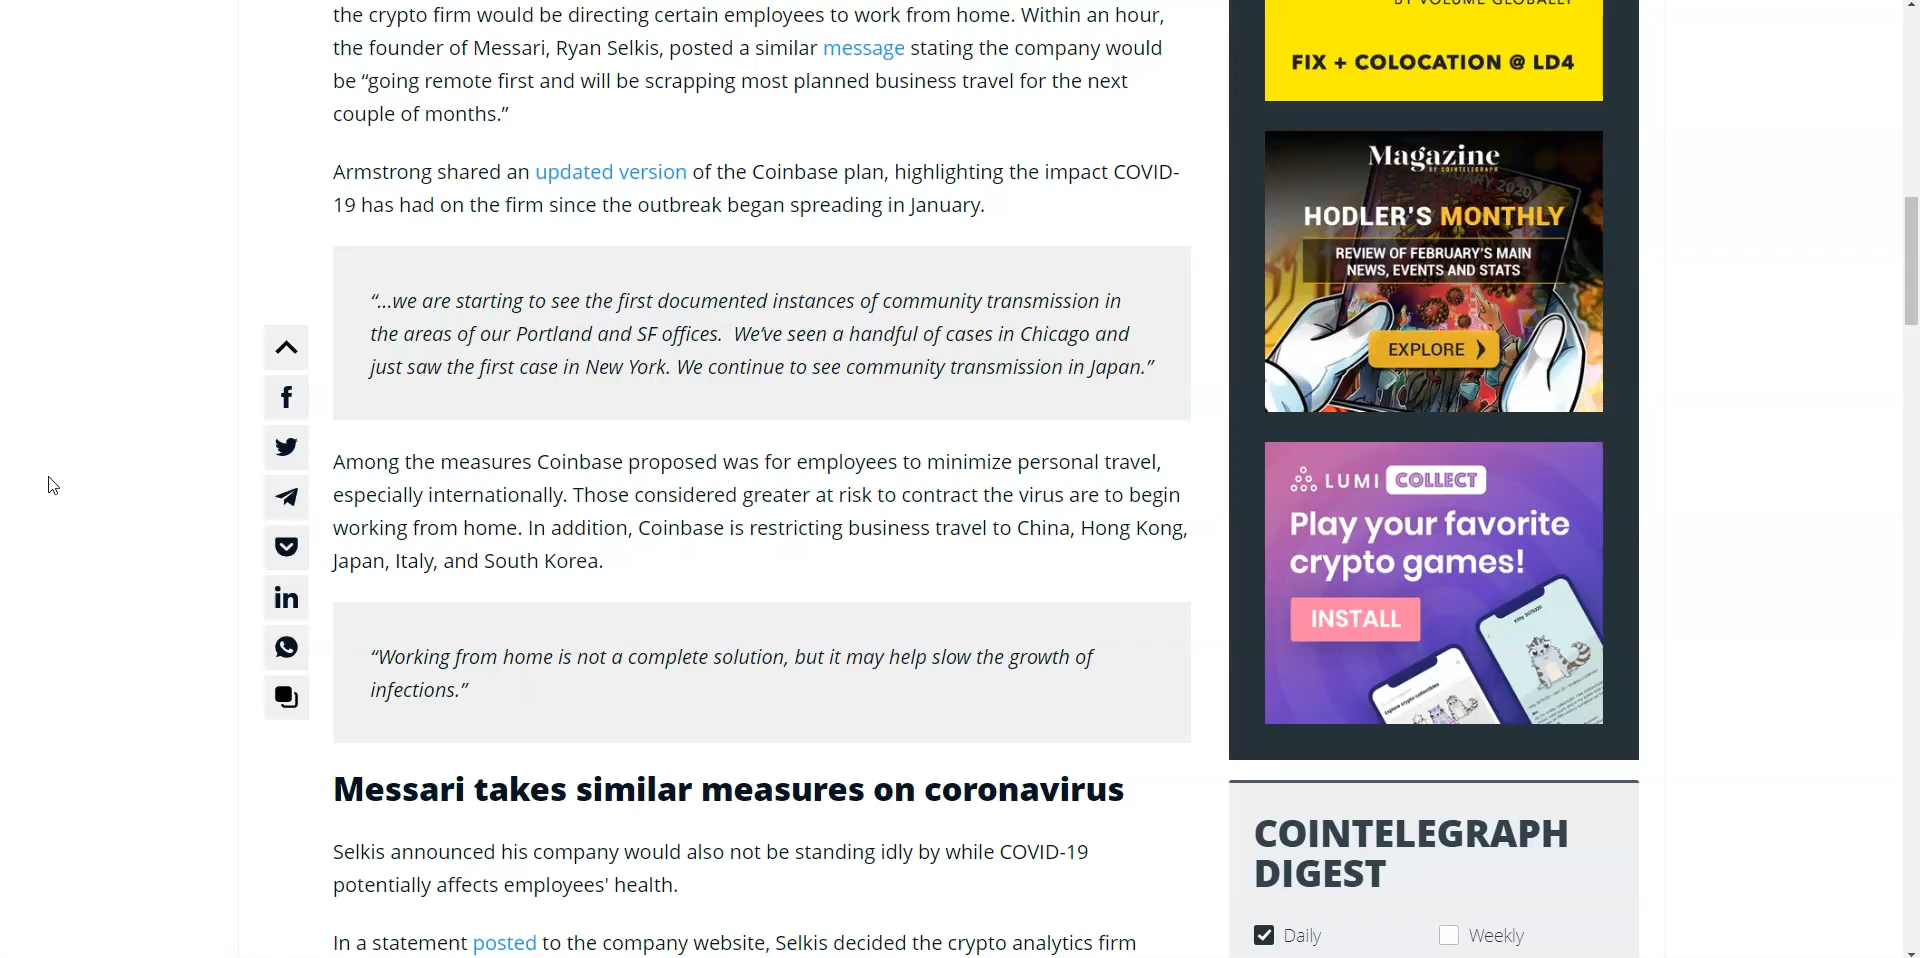 the crypto firm would be directing certain employees to work from home. Within an hour,
the founder of Messari, Ryan Selkis, posted a similar message stating the company would
be “going remote first and will be scrapping most planned business travel for the next
couple of months.”
Armstrong shared an updated version of the Coinbase plan, highlighting the impact COVID-
19 has had on the firm since the outbreak began spreading in January.
“...we are starting to see the first documented instances of community transmission in
the areas of our Portland and SF offices.  We’ve seen a handful of cases in Chicago and
just saw the first case in New York. We continue to see community transmission in Japan.”
Among the measures Coinbase proposed was for employees to minimize personal travel,
especially internationally. Those considered greater at risk to contract the virus are to begin
working from home. In addition, Coinbase is restricting business travel to China, Hong Kong,
Japan, Italy, and South Korea.
“Working from home is not a complete solution, but it may help slow the growth of
infections.”
Messari takes similar measures on coronavirus
Selkis announced his company would also not be standing idly by while COVID-19
potentially affects employees' health.
In a statement posted to the company website, Selkis decided the crypto analytics firm
BY VOLUME GLOBALLY
FIX + COLOCATION @ LD4
Magazine
BY COINTELEGRAPH
HODLER'S MONTHLY
REVIEW OF FEBRUARY'S MAIN
NEWS, EVENTS AND STATS
EXPLORE
LUMI COLLECT
Play your favorite
crypto games!
INSTALL
Explore crypto collectibles
COINTELEGRAPH
DIGEST
Daily
Weekly